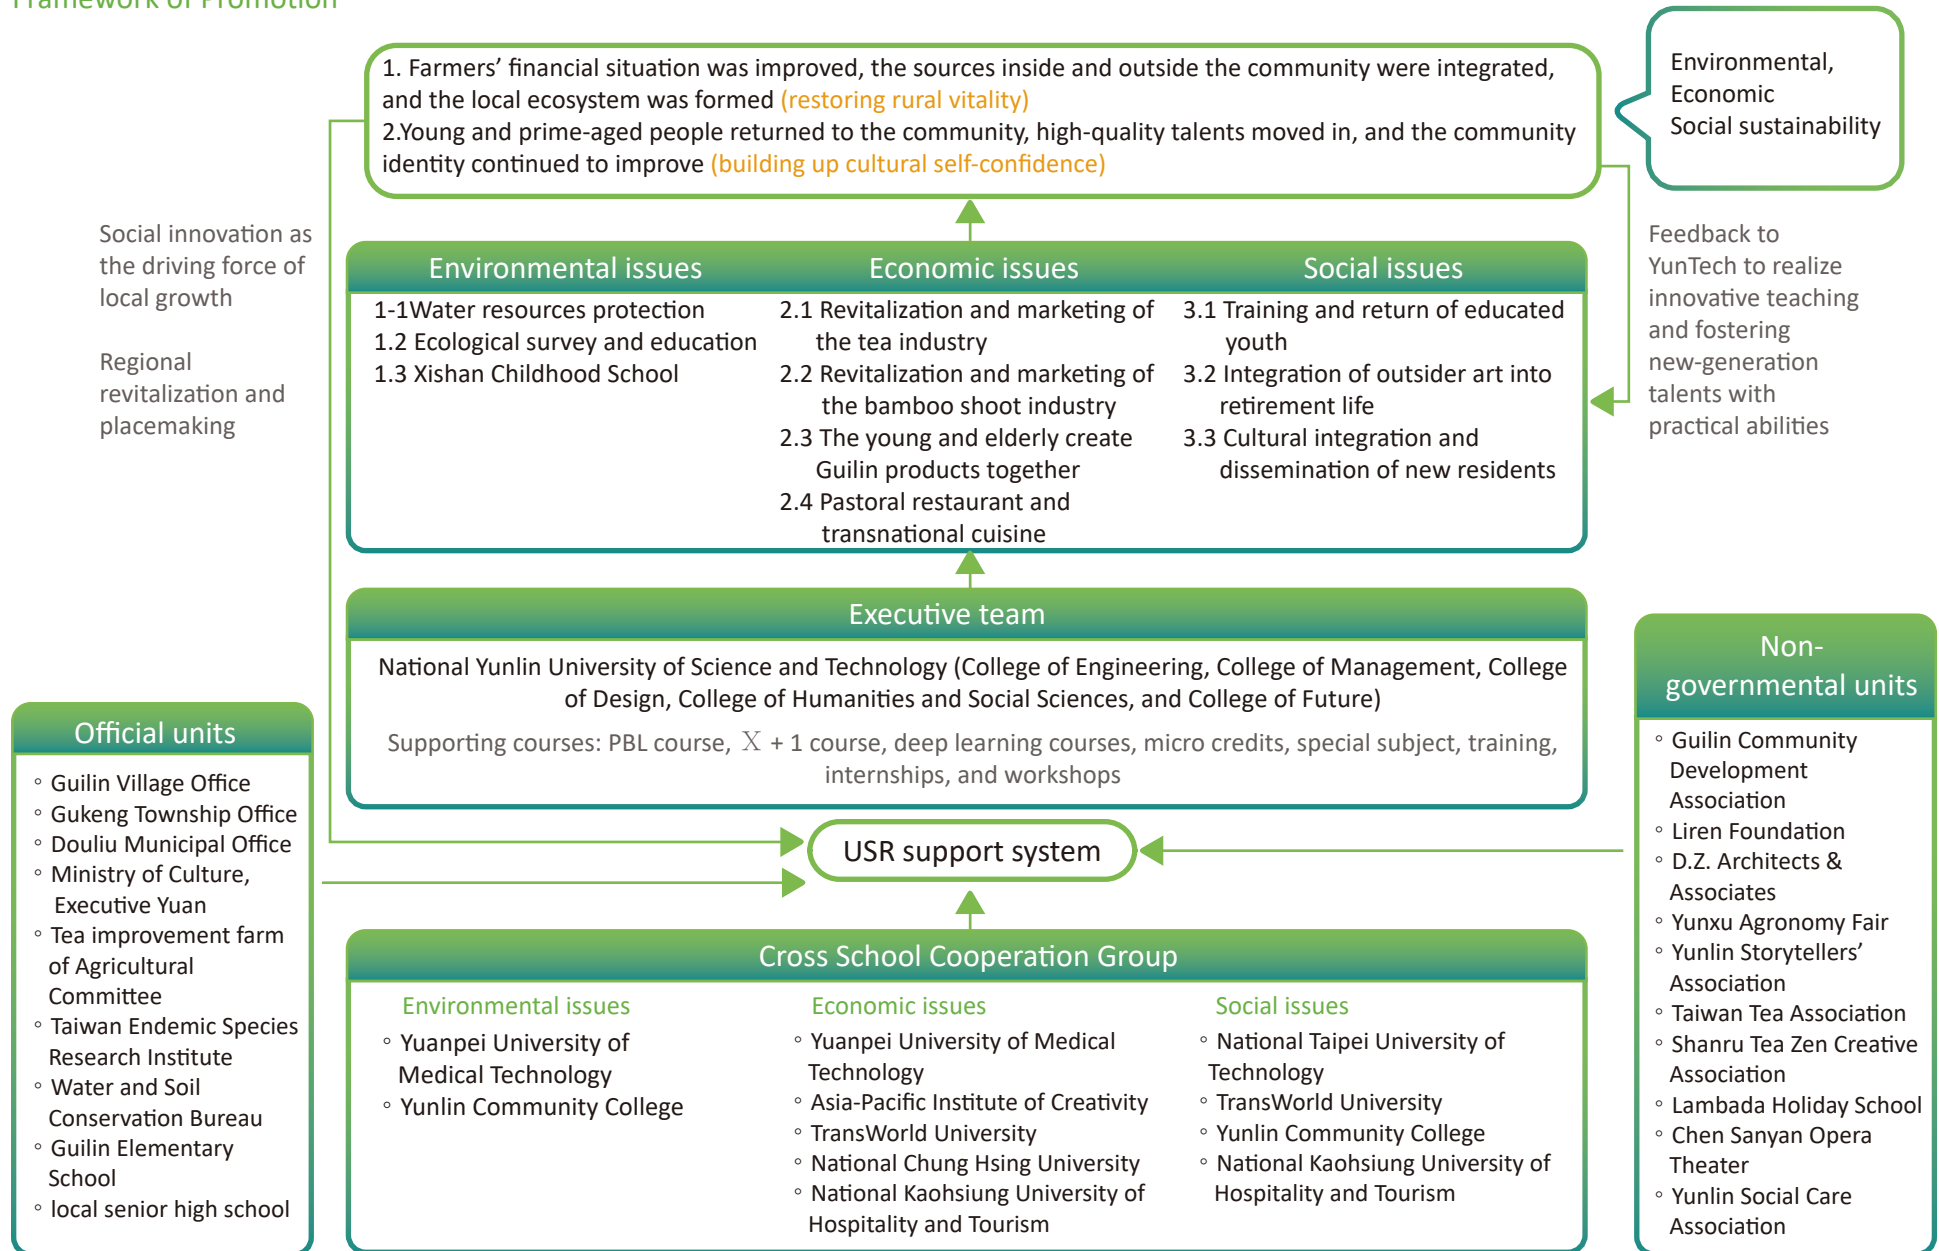 Framework of Promotion
1. Farmers’ financial situation was improved, the sources inside and outside the community were integrated,
and the local ecosystem was formed (restoring rural vitality)
2.Young and prime-aged people returned to the community, high-quality talents moved in, and the community
identity continued to improve (building up cultural self-confidence)
Environmental,
Economic
Social sustainability
Social innovation as
the driving force of
local growth
Regional
revitalization and
placemaking
Environmental issues
1-1Water resources protection
1.2 Ecological survey and education
1.3 Xishan Childhood School
Economic issues
2.1 Revitalization and marketing of
the tea industry
2.2 Revitalization and marketing of
the bamboo shoot industry
2.3 The young and elderly create
Guilin products together
2.4 Pastoral restaurant and
transnational cuisine
Social issues
3.1 Training and return of educated
youth
3.2 Integration of outsider art into
retirement life
3.3 Cultural integration and
dissemination of new residents
Feedback to
YunTech to realize
innovative teaching
and fostering
new-generation
talents with
practical abilities
Executive team
National Yunlin University of Science and Technology (College of Engineering, College of Management, College
of Design, College of Humanities and Social Sciences, and College of Future)
Supporting courses: PBL course, X + 1 course, deep learning courses, micro credits, special subject, training,
internships, and workshops
Official units
◦ Guilin Village Office
◦ Gukeng Township Office
◦ Douliu Municipal Office
◦ Ministry of Culture,
Executive Yuan
◦ Tea improvement farm
of Agricultural
Committee
◦ Taiwan Endemic Species
Research Institute
◦ Water and Soil
Conservation Bureau
◦ Guilin Elementary
School
◦ local senior high school
USR support system
Cross School Cooperation Group
Environmental issues
◦ Yuanpei University of
Medical Technology
◦ Yunlin Community College
Economic issues
◦ Yuanpei University of Medical
Technology
◦ Asia-Pacific Institute of Creativity
◦ TransWorld University
◦ National Chung Hsing University
◦ National Kaohsiung University of
Hospitality and Tourism
Social issues
◦ National Taipei University of
Technology
◦ TransWorld University
◦ Yunlin Community College
◦ National Kaohsiung University of
Hospitality and Tourism
Non-
governmental units
◦ Guilin Community
Development
Association
◦ Liren Foundation
◦ D.Z. Architects &
Associates
◦ Yunxu Agronomy Fair
◦ Yunlin Storytellers’
Association
◦ Taiwan Tea Association
◦ Shanru Tea Zen Creative
Association
◦ Lambada Holiday School
◦ Chen Sanyan Opera
Theater
◦ Yunlin Social Care
Association